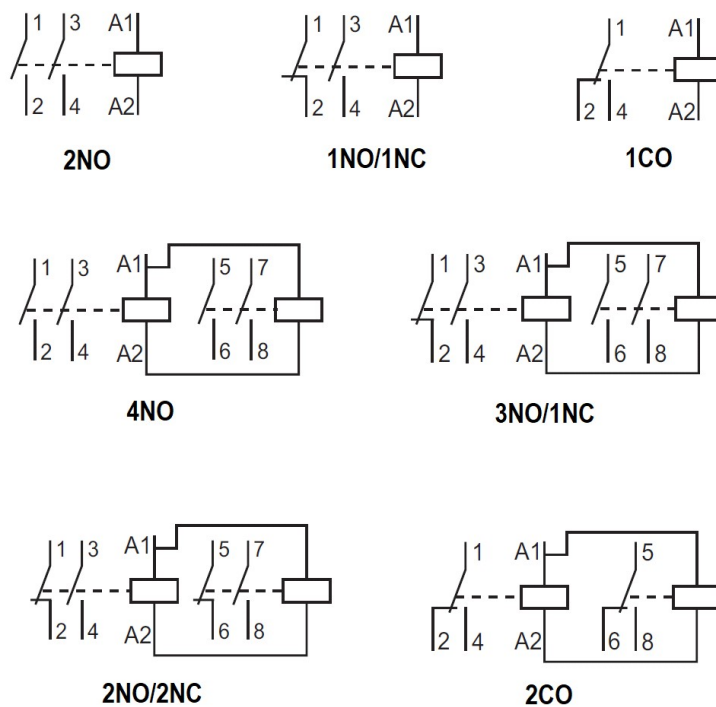 1 3 A1
2 4 A2
2NO
1 3 A1
2 4 A2
1NO/1NC
1 A1
2 4 A2
1CO
1 3 A1 5 7
2 4 A2 6 8
4NO
1 3 A1 5 7
2 4 A2 6 8
3NO/1NC
1 3 A1 5 7
2 4 A2 6 8
2NO/2NC
1 A1 5
2 4 A2 6 8
2CO